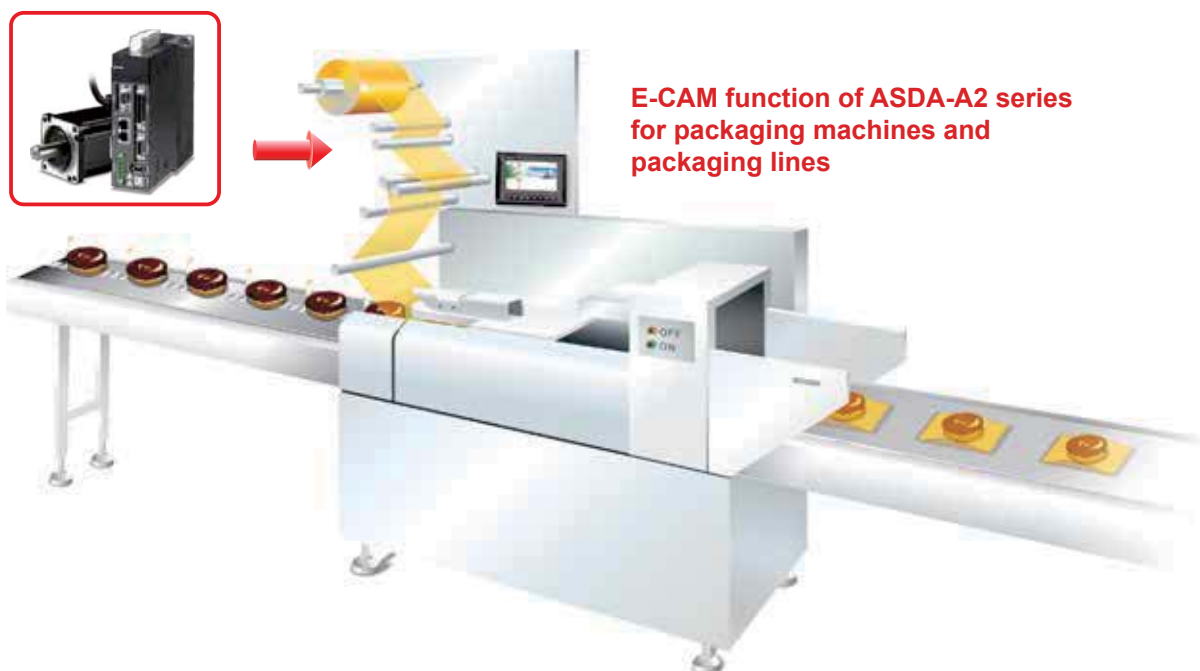 E-CAM function of ASDA-A2 series
for packaging machines and
packaging lines
OFF
ON